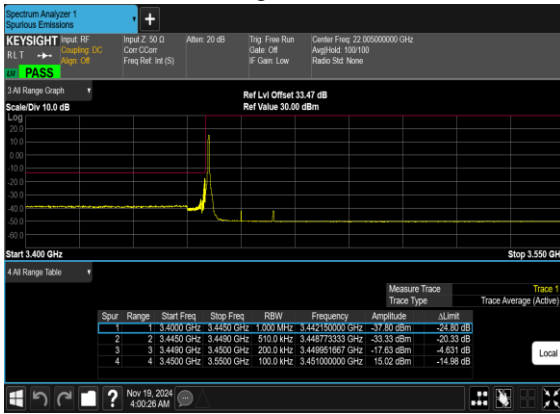 Spectrum Analyzer 1
Spurious Emissions
KEYSIGHT Input: RF Input Z: 50 Ω Atten: 20 dB Trig: Free Run Center Freq: 22.005000000 GHz
RLT Coupling: DC Corr CCorr Gate: Off Avg|Hold: 100/100
Align: Off Freq Ref: Int (S) IF Gain: Low Radio Std: None
PASS
3 All Range Graph
Ref Lvl Offset 33.47 dB
Scale/Div 10.0 dB Ref Value 30.00 dBm
Log
20.0
10.0
0.00
-10.0
-20.0
-30.0
-40.0
-50.0
-60.0
Start 3.400 GHz Stop 3.550 GH
4 All Range Table
Measure Trace Trace 1
Trace Type Trace Average (Active)
Spur Range Start Freq Stop Freq RBW Frequency Amplitude ΔLimit
1 1 3.4000 GHz 3.4450 GHz 1.000 MHz 3.442150000 GHz -37.80 dBm -24.80 dB
2 2 3.4450 GHz 3.4490 GHz 510.0 kHz 3.448773333 GHz -33.33 dBm -20.33 dB
3 3 3.4490 GHz 3.4500 GHz 200.0 kHz 3.449951667 GHz -17.63 dBm -4.631 dB
4 4 3.4500 GHz 3.5500 GHz 100.0 kHz 3.451000000 GHz 15.02 dBm -14.98 dB
Local
Nov 19, 2024
4:00:26 AM